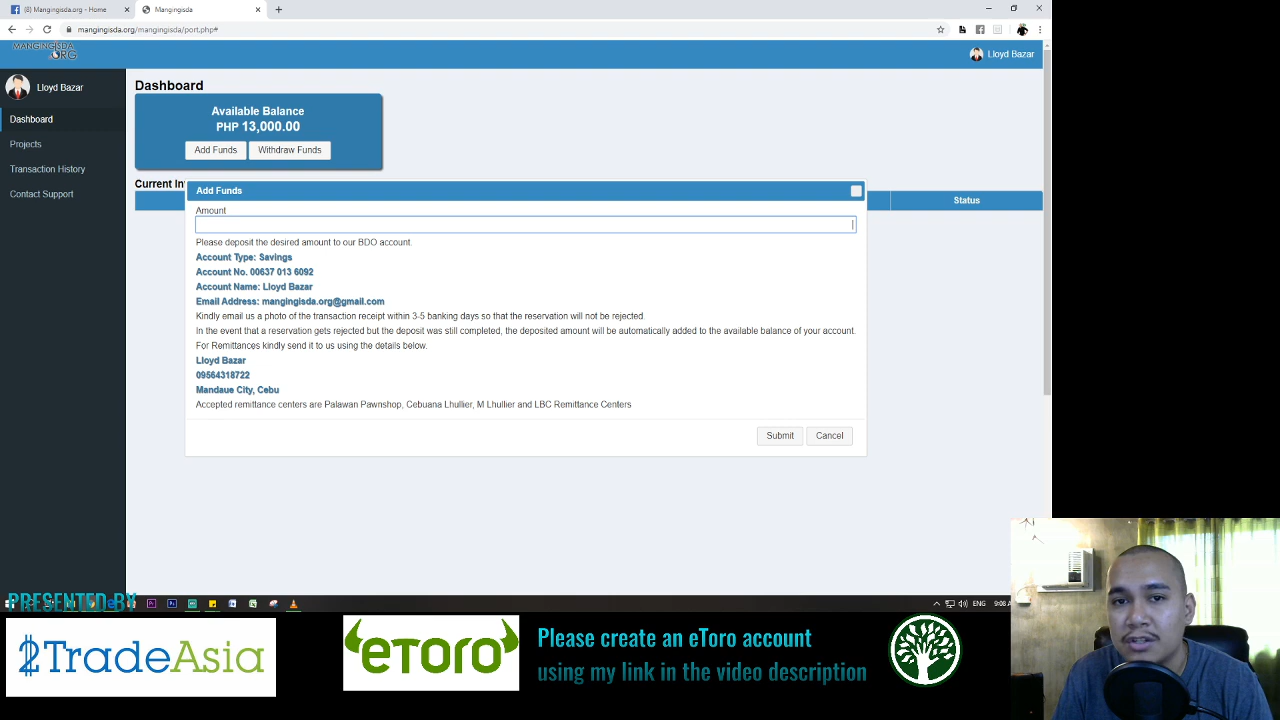 (8) Mangingisda.org - Home
Mangingisda
mangingisda.org/mangingisda/port.php#
MANGINGISDA
.ORG
Lloyd Bazar
Lloyd Bazar
Dashboard
Projects
Transaction History
Contact Support
Dashboard
Available Balance
PHP 13,000.00
Add Funds
Withdraw Funds
Current In
Status
Add Funds
Amount
Please deposit the desired amount to our BDO account.
Account Type: Savings
Account No. 00637 013 6092
Account Name: Lloyd Bazar
Email Address: mangingisda.org@gmail.com
Kindly email us a photo of the transaction receipt within 3-5 banking days so that the reservation will not be rejected.
In the event that a reservation gets rejected but the deposit was still completed, the deposited amount will be automatically added to the available balance of your account.
For Remittances kindly send it to us using the details below.
Lloyd Bazar
09564318722
Mandaue City, Cebu
Accepted remittance centers are Palawan Pawnshop, Cebuana Lhullier, M Lhullier and LBC Remittance Centers
Submit
Cancel
ENG
9:08
PRESENTED BY
2TradeAsia
eToro
Please create an eToro account
using my link in the video description